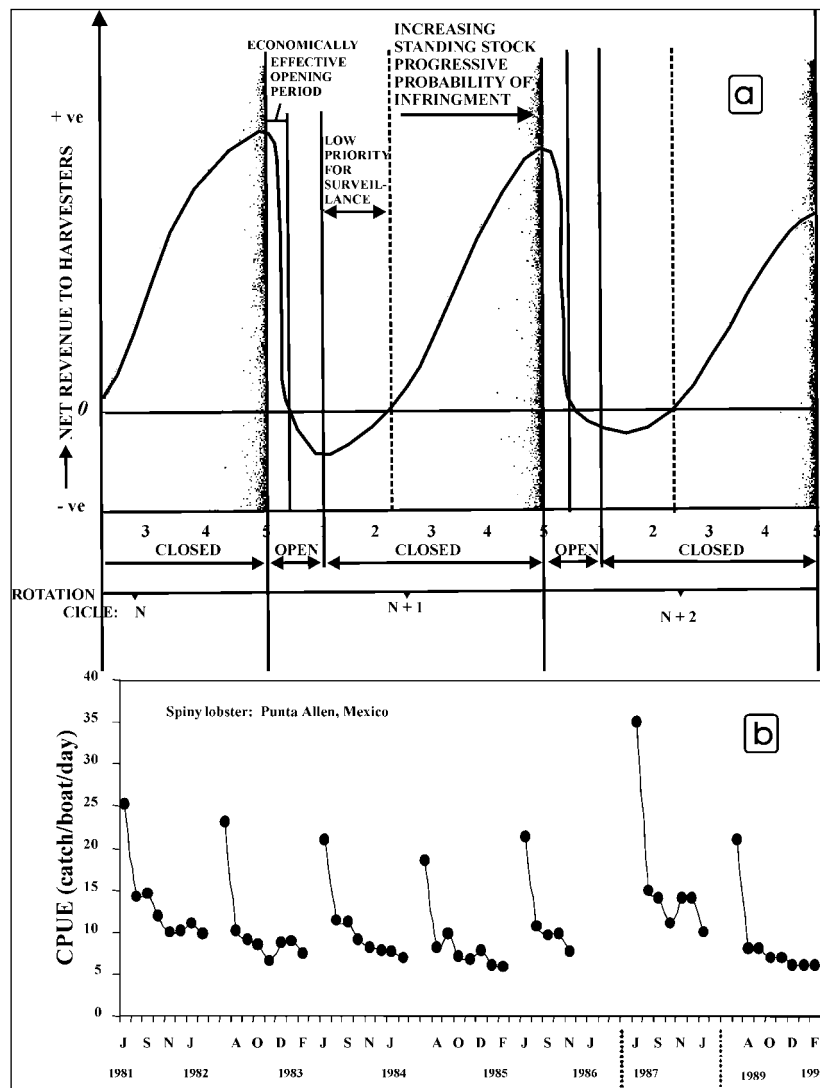 INCREASING
STANDING STOCK
PROGRESSIVE
PROBABILITY OF
INFRINGMENT
ECONOMICALLY
EFFECTIVE
OPENING
PERIOD
a
+ ve
LOW
PRIORITY
FOR
SURVEIL-
LANCE
NET REVENUE TO HARVESTERS
0
- ve
3 4 5 1 2 3 4 5 1 2 3 4 5
CLOSED OPEN CLOSED OPEN CLOSED
ROTATION
CICLE: N N + 1 N + 2
40
Spiny lobster: Punta Allen, Mexico
b
35
30
25
20
15
10
5
0
CPUE (catch/boat/day)
J S N J A O D F J S N J A O D F J S N J J S N J A O D F
1981 1982 1983 1984 1985 1986 1987 1989 199